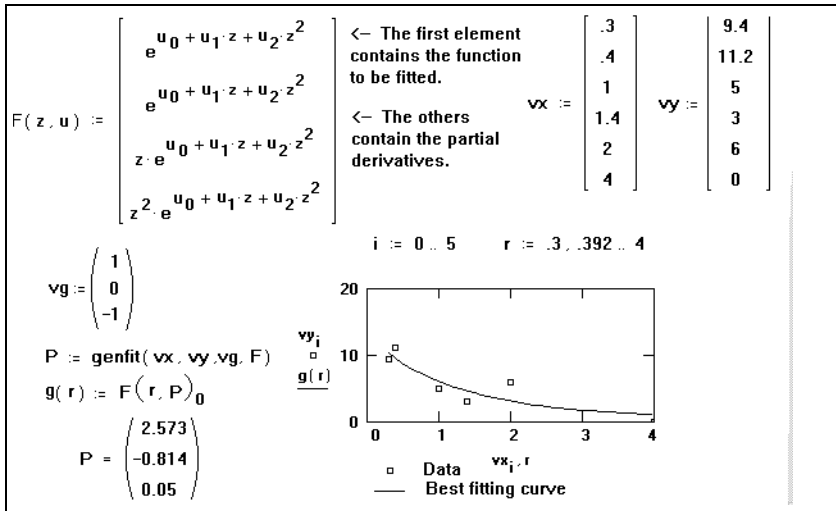 F(z,u) :=
e^(u0 + u1·z + u2·z^2)
e^(u0 + u1·z + u2·z^2)
z·e^(u0 + u1·z + u2·z^2)
z^2·e^(u0 + u1·z + u2·z^2)
<– The first element
contains the function
to be fitted.
<– The others
contain the partial
derivatives.
vx :=
.3
.4
1
1.4
2
4
vy :=
9.4
11.2
5
3
6
0
i := 0 .. 5
r := .3 , .392 .. 4
vg :=
1
0
-1
P := genfit(vx, vy, vg, F)
g(r) := F(r, P)0
P =
2.573
-0.814
0.05
20
10
0
vyi
g(r)
0 1 2 3 4
vxi, r
Data
Best fitting curve